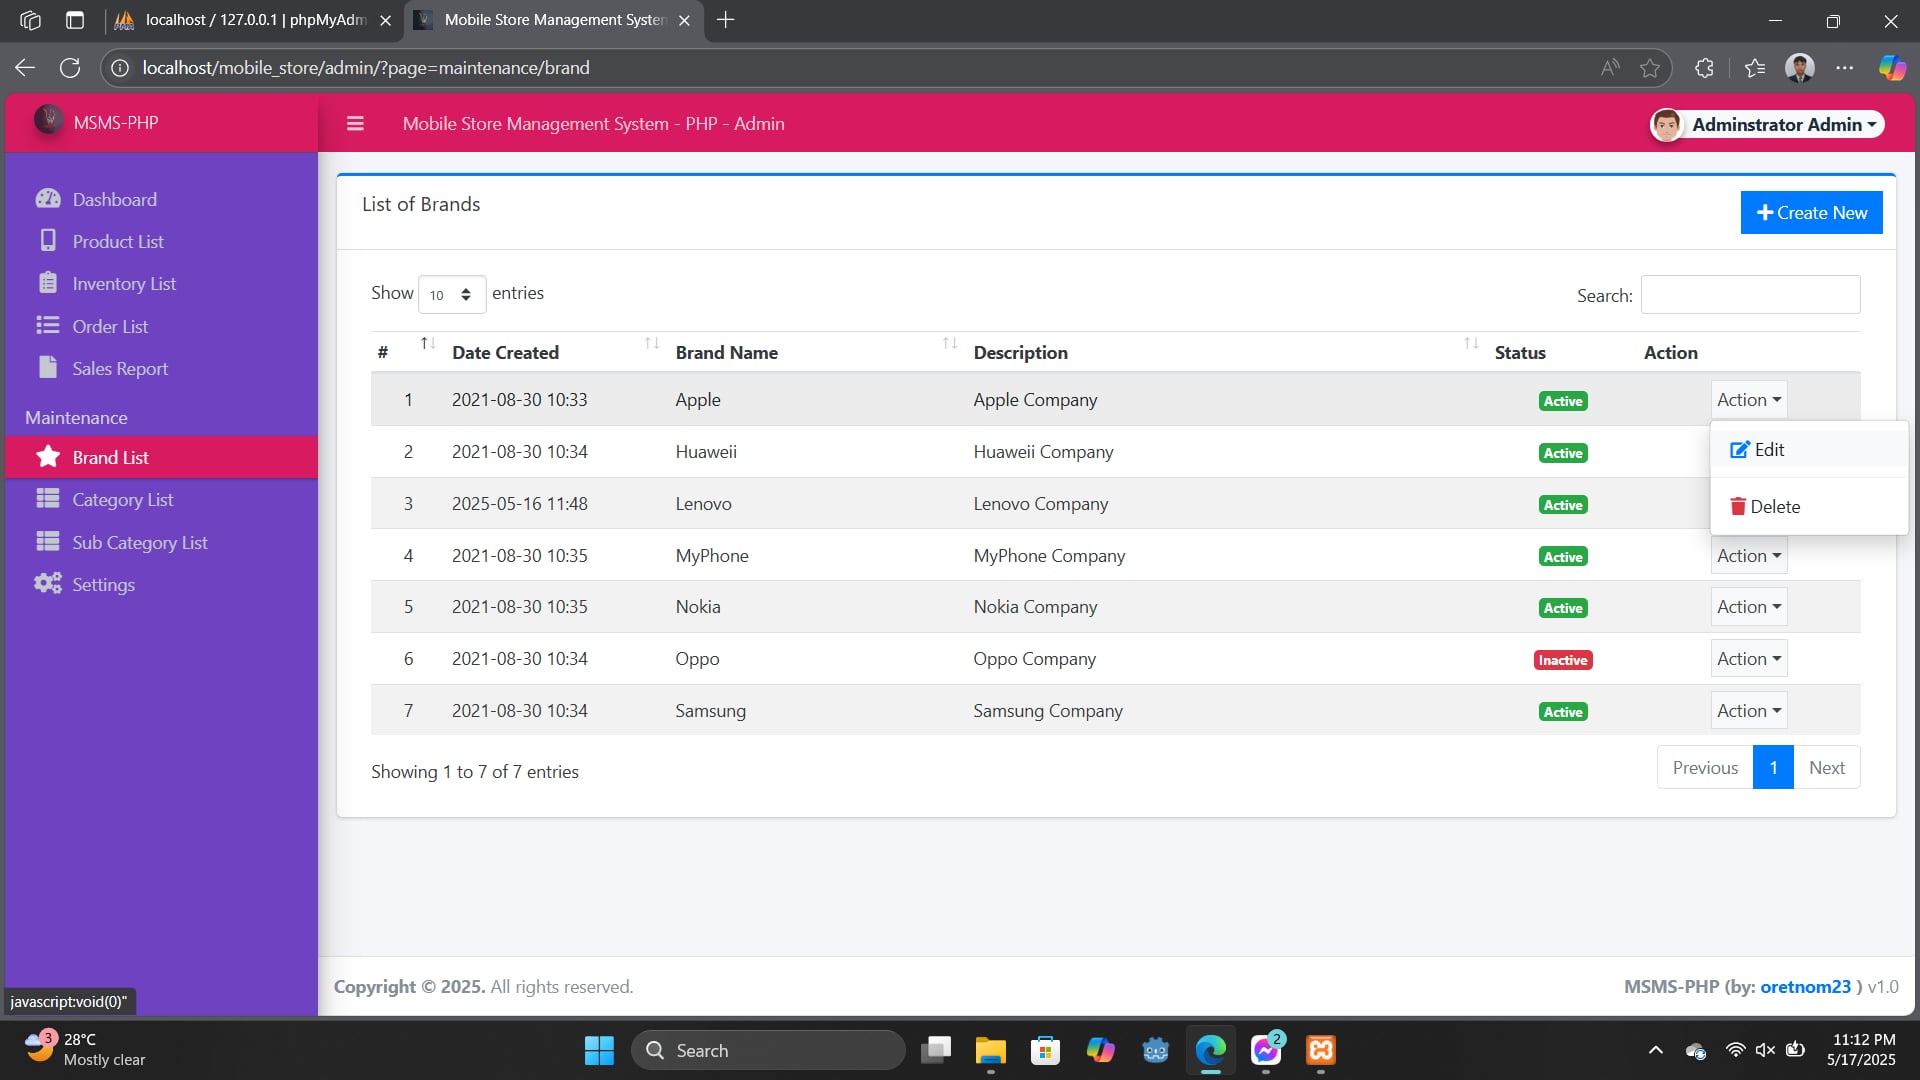 localhost / 127.0.0.1 | phpMyAdm
Mobile Store Management System
localhost/mobile_store/admin/?page=maintenance/brand
MSMS-PHP
Mobile Store Management System - PHP - Admin
Adminstrator Admin
Dashboard
Product List
Inventory List
Order List
Sales Report
Maintenance
Brand List
Category List
Sub Category List
Settings
List of Brands
Create New
Show 10 entries
Search:
# Date Created Brand Name Description Status Action
1 2021-08-30 10:33 Apple Apple Company Active Action
2 2021-08-30 10:34 Huaweii Huaweii Company Active
3 2025-05-16 11:48 Lenovo Lenovo Company Active
4 2021-08-30 10:35 MyPhone MyPhone Company Active Action
5 2021-08-30 10:35 Nokia Nokia Company Active Action
6 2021-08-30 10:34 Oppo Oppo Company Inactive Action
7 2021-08-30 10:34 Samsung Samsung Company Active Action
Edit
Delete
Showing 1 to 7 of 7 entries
Previous 1 Next
Copyright © 2025. All rights reserved.
MSMS-PHP (by: oretnom23 ) v1.0
javascript:void(0)"
3
28°C
Mostly clear
Search
2
11:12 PM
5/17/2025